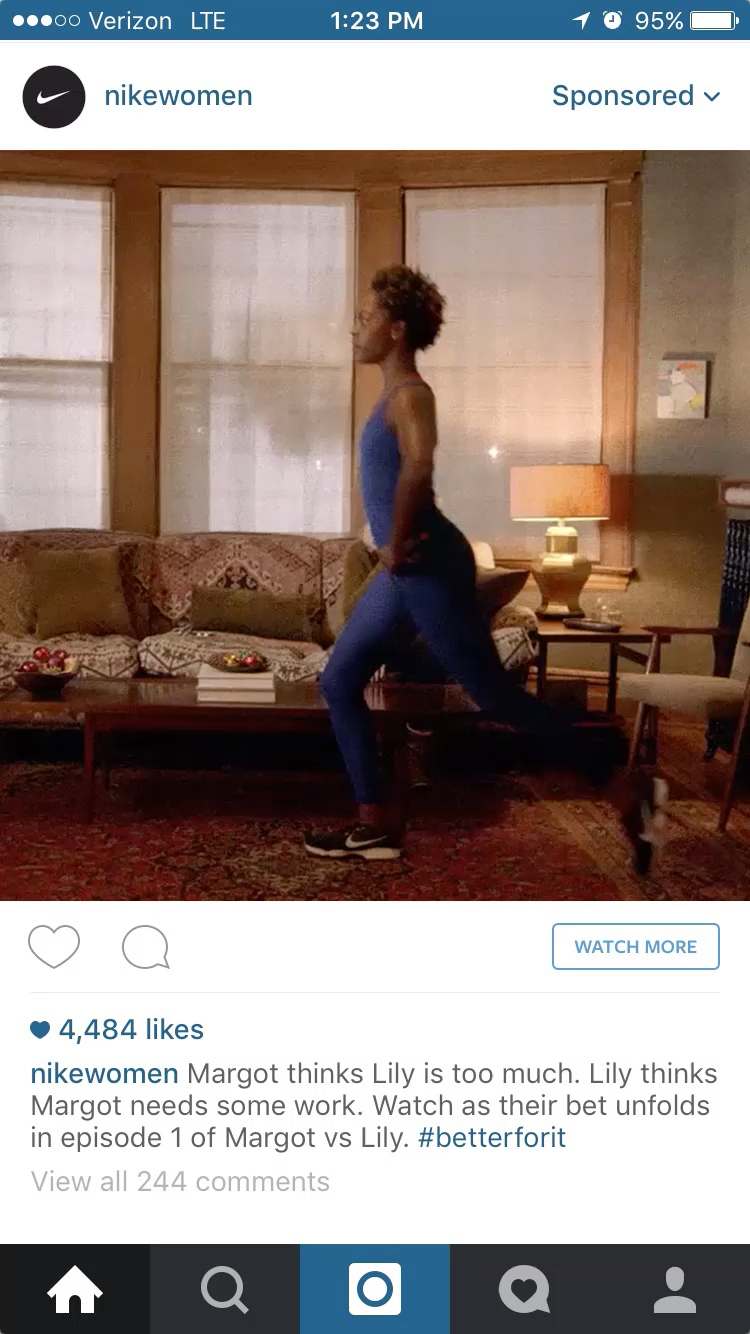 Verizon LTE 1:23 PM 95%
nikewomen Sponsored
WATCH MORE
4,484 likes
nikewomen Margot thinks Lily is too much. Lily thinks
Margot needs some work. Watch as their bet unfolds
in episode 1 of Margot vs Lily. #betterforit
View all 244 comments